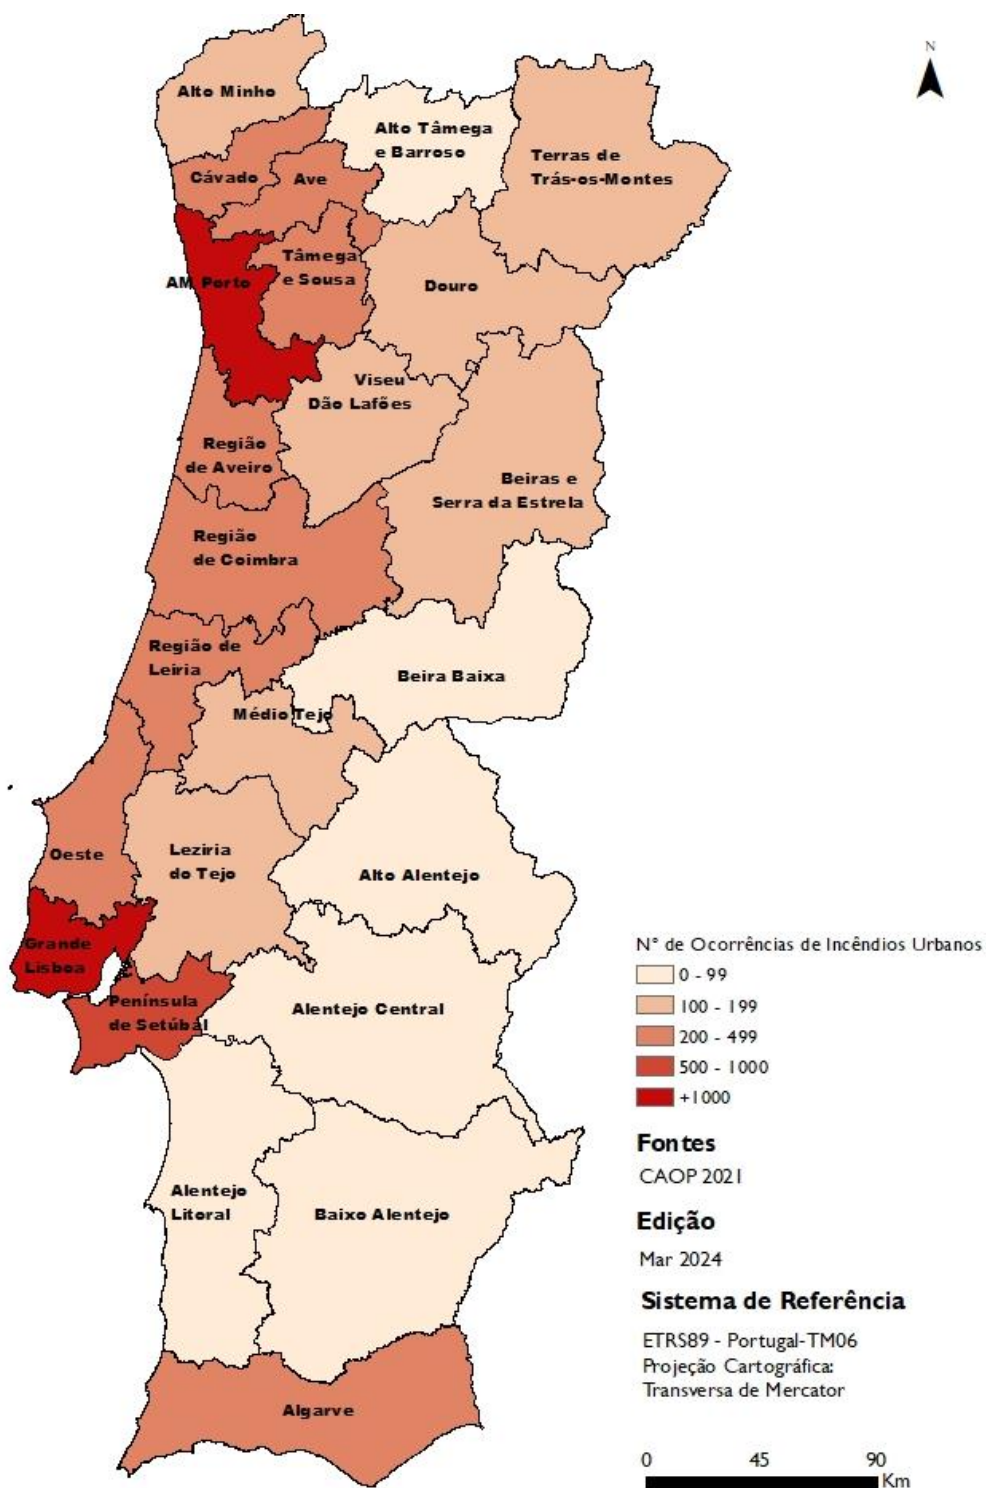 N
Alto Minho
Alto Tâmega
e Barroso
Terras de
Trás-os-Montes
Cávado
Ave
Tâmega
e Sousa
AM Porto
Douro
Viseu
Dão Lafões
Região
de Aveiro
Beiras e
Serra da Estrela
Região
de Coimbra
Região de
Leiria
Beira Baixa
Médio Tejo
Oeste
Leziria
do Tejo
Alto Alentejo
Grande
Lisboa
Península
de Setúbal
Alentejo Central
Alentejo
Litoral
Baixo Alentejo
Algarve
N° de Ocorrências de Incêndios Urbanos
0 - 99
100 - 199
200 - 499
500 - 1000
+1000
Fontes
CAOP 2021
Edição
Mar 2024
Sistema de Referência
ETRS89 - Portugal-TM06
Projeção Cartográfica:
Transversa de Mercator
0 45 90
Km